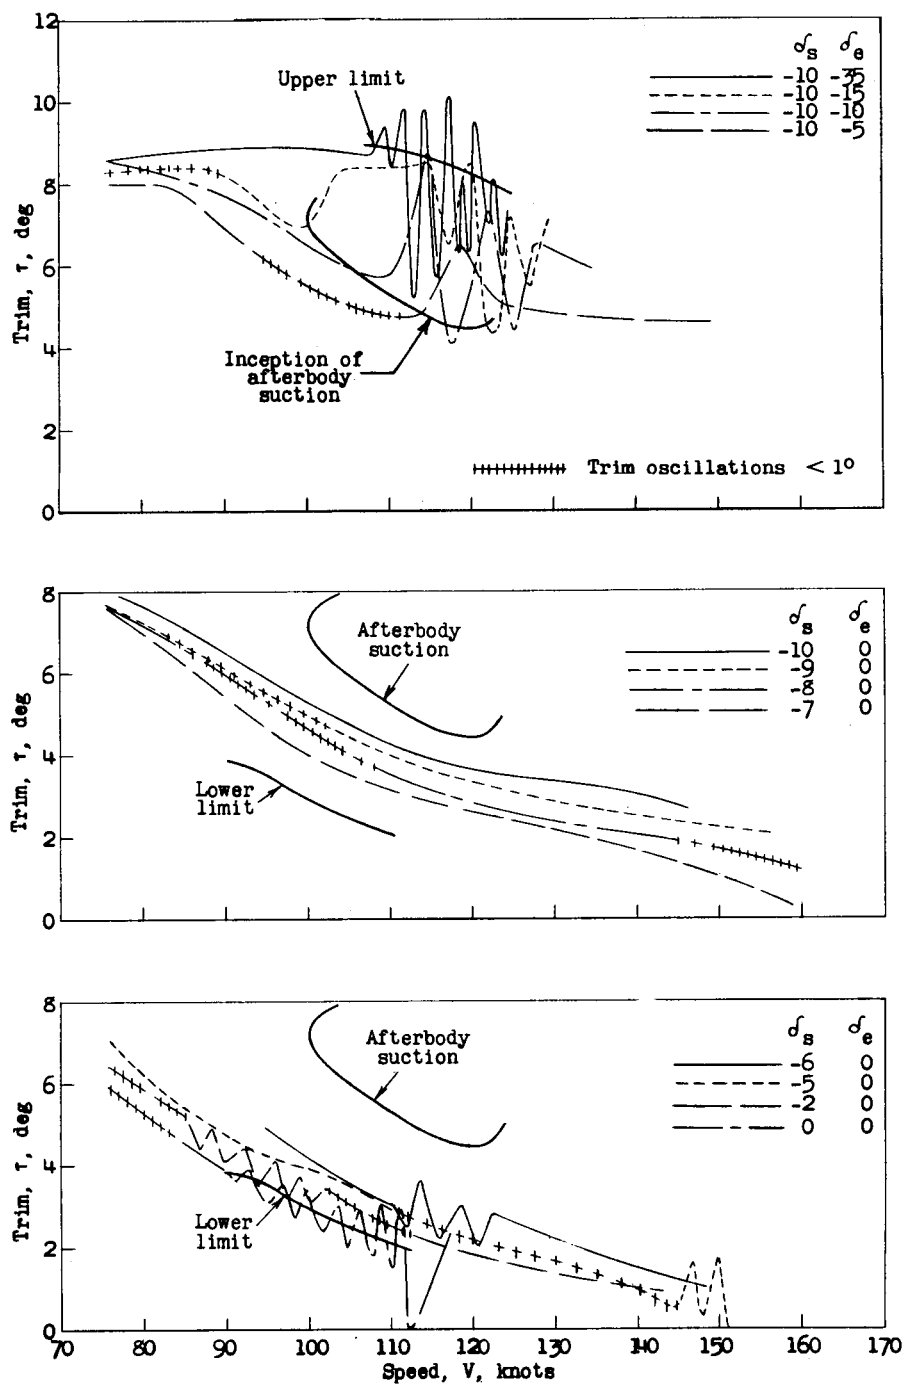 12
10
8
6
4
2
0
Trim, τ, deg
Upper limit
δs δe
-10 -35
-10 -15
-10 -10
-10 -5
Inception of
afterbody
suction
Trim oscillations < 1°
8
6
4
2
0
Trim, τ, deg
Afterbody
suction
Lower
limit
δs δe
-10 0
-9 0
-8 0
-7 0
8
6
4
2
0
Trim, τ, deg
Afterbody
suction
Lower
limit
δs δe
-6 0
-5 0
-2 0
0 0
70 80 90 100 110 120 130 140 150 160 170
Speed, V, knots